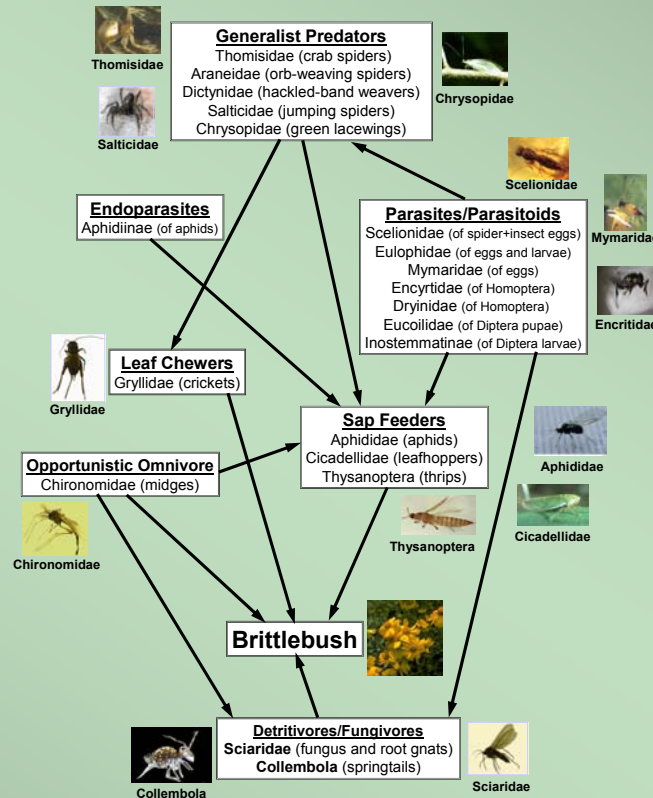 Generalist Predators
Thomisidae (crab spiders)
Araneidae (orb-weaving spiders)
Dictynidae (hackled-band weavers)
Salticidae (jumping spiders)
Chrysopidae (green lacewings)
Thomisidae
Salticidae
Chrysopidae
Scelionidae
Endoparasites
Aphidiinae (of aphids)
Parasites/Parasitoids
Scelionidae (of spider+insect eggs)
Eulophidae (of eggs and larvae)
Mymaridae (of eggs)
Encyrtidae (of Homoptera)
Dryinidae (of Homoptera)
Eucoilidae (of Diptera pupae)
Inostemmatinae (of Diptera larvae)
Mymaridae
Encritidae
Leaf Chewers
Gryllidae (crickets)
Gryllidae
Sap Feeders
Aphididae (aphids)
Cicadellidae (leafhoppers)
Thysanoptera (thrips)
Aphididae
Opportunistic Omnivore
Chironomidae (midges)
Chironomidae
Thysanoptera
Cicadellidae
Brittlebush
Detritivores/Fungivores
Sciaridae (fungus and root gnats)
Collembola (springtails)
Collembola
Sciaridae